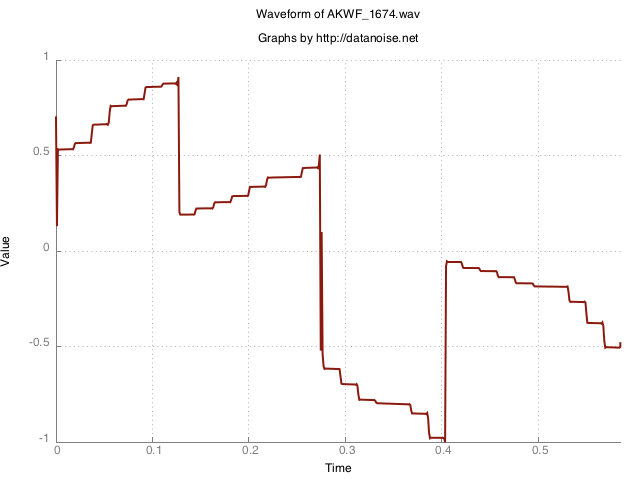 Waveform of AKWF_1674.wav
Graphs by http://datanoise.net
1
0.5
0
-0.5
-1
Value
0 0.1 0.2 0.3 0.4 0.5
Time